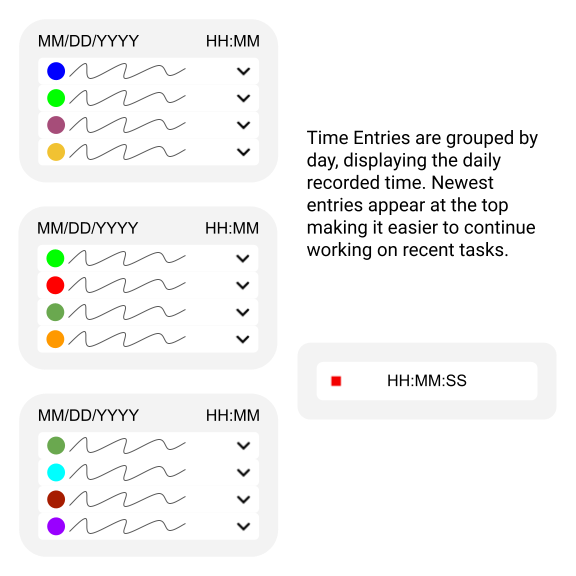 MM/DD/YYYY HH:MM
MM/DD/YYYY HH:MM
MM/DD/YYYY HH:MM
Time Entries are grouped by
day, displaying the daily
recorded time. Newest
entries appear at the top
making it easier to continue
working on recent tasks.
HH:MM:SS